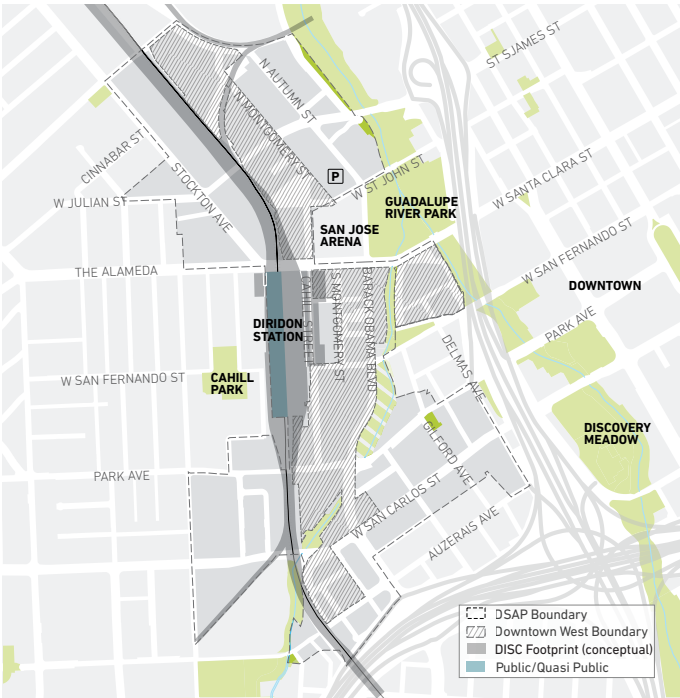 ST SJAMES ST
N AUTUMN ST
N MONTGOMERY ST
CINNABAR ST
STOCKTON AVE
P
W ST JOHN ST
W SANTA CLARA ST
W JULIAN ST
GUADALUPE
RIVER PARK
SAN JOSE
ARENA
W SAN FERNANDO ST
THE ALAMEDA
DOWNTOWN
PARK AVE
DIRIDON
STATION
CAHILL STREET
S MONTGOMERY ST
BARACK OBAMA BLVD
DELMAS AVE
W SAN FERNANDO ST
CAHILL
PARK
DISCOVERY
MEADOW
GILFORD AVE
PARK AVE
W SAN CARLOS ST
AUZERAIS AVE
DSAP Boundary
Downtown West Boundary
DISC Footprint (conceptual)
Public/Quasi Public